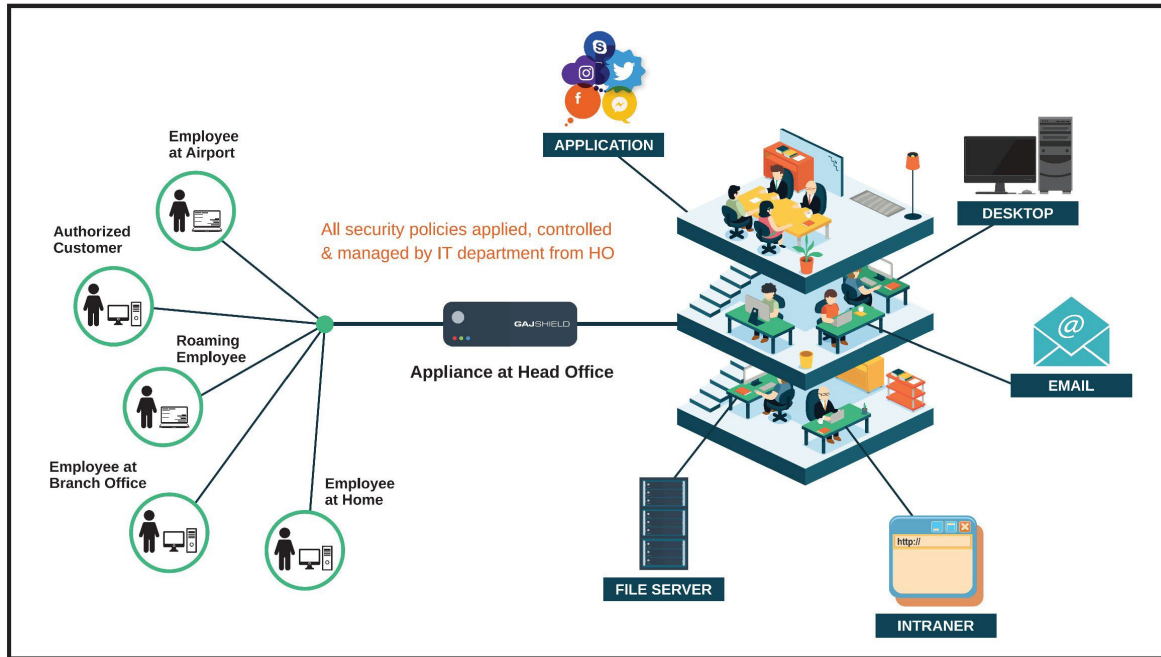 APPLICATION
Employee
at Airport
DESKTOP
Authorized
Customer
All security policies applied, controlled
& managed by IT department from HO
GAJSHIELD
Roaming
Employee
Appliance at Head Office
@
EMAIL
Employee at
Branch Office
Employee
at Home
http://
FILE SERVER
INTRANER